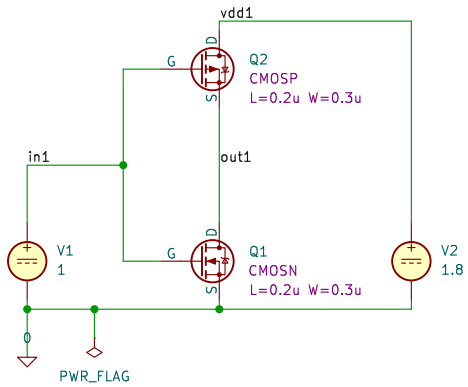 vdd1
D
G
Q2
CMOSP
L=0.2u W=0.3u
S
in1
out1
D
G
Q1
CMOSN
L=0.2u W=0.3u
S
V1
1
V2
1.8
0
PWR_FLAG